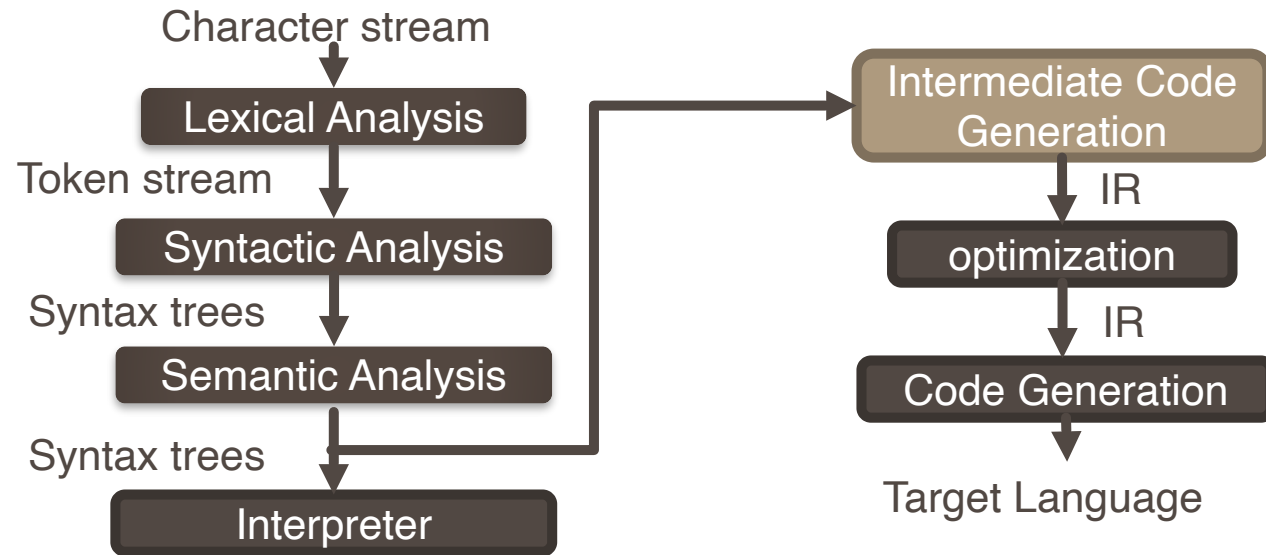 Character stream
Lexical Analysis
Token stream
Syntactic Analysis
Syntax trees
Semantic Analysis
Syntax trees
Interpreter
Intermediate Code
Generation
IR
optimization
IR
Code Generation
Target Language